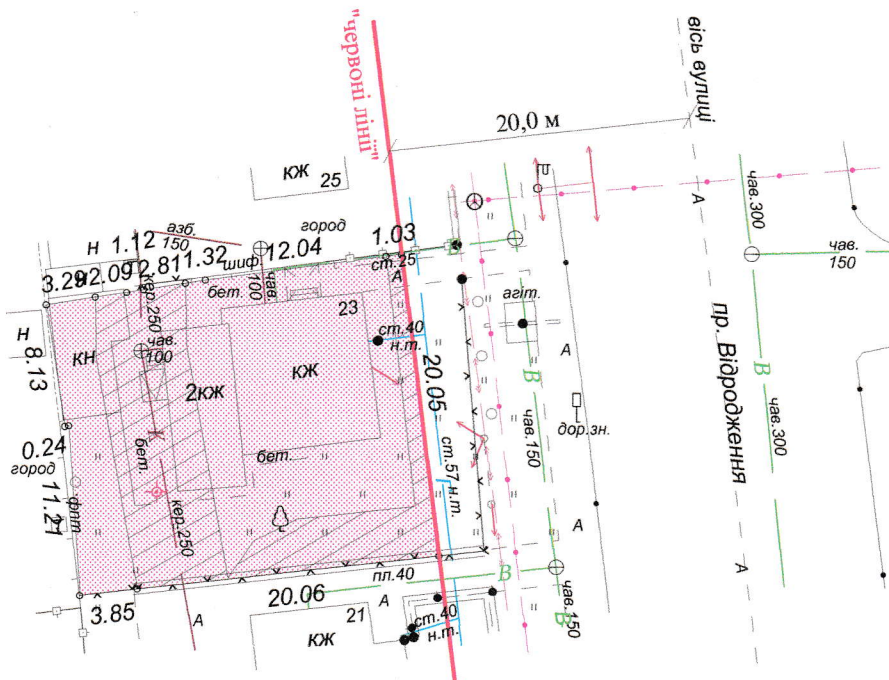 "червоні лінії"
вісь вулиці
20,0 м
КЖ
25
чав.300
А
город
азб.
150
Н
1.12
12.04
1.03
шиф.
11.32
2.81
2.09
3.29
ст.25
А
чав.
150
бет.
чав.
100
кер.250
23
агіт.
ст.40
н.т.
Н
8.13
КН
чав.
100
2КЖ
КЖ
20.05
А
В
В
пр. Відродження
чав.300
дор.зн.
чав.150
0.24
город
К
бет.
бет.
ст.57 н.т.
11.21
фпт
кер.250
Г
А
А
пл.40
В
3.85
20.06
А
А
21
КЖ
ст.40
н.т.
чав.150
В